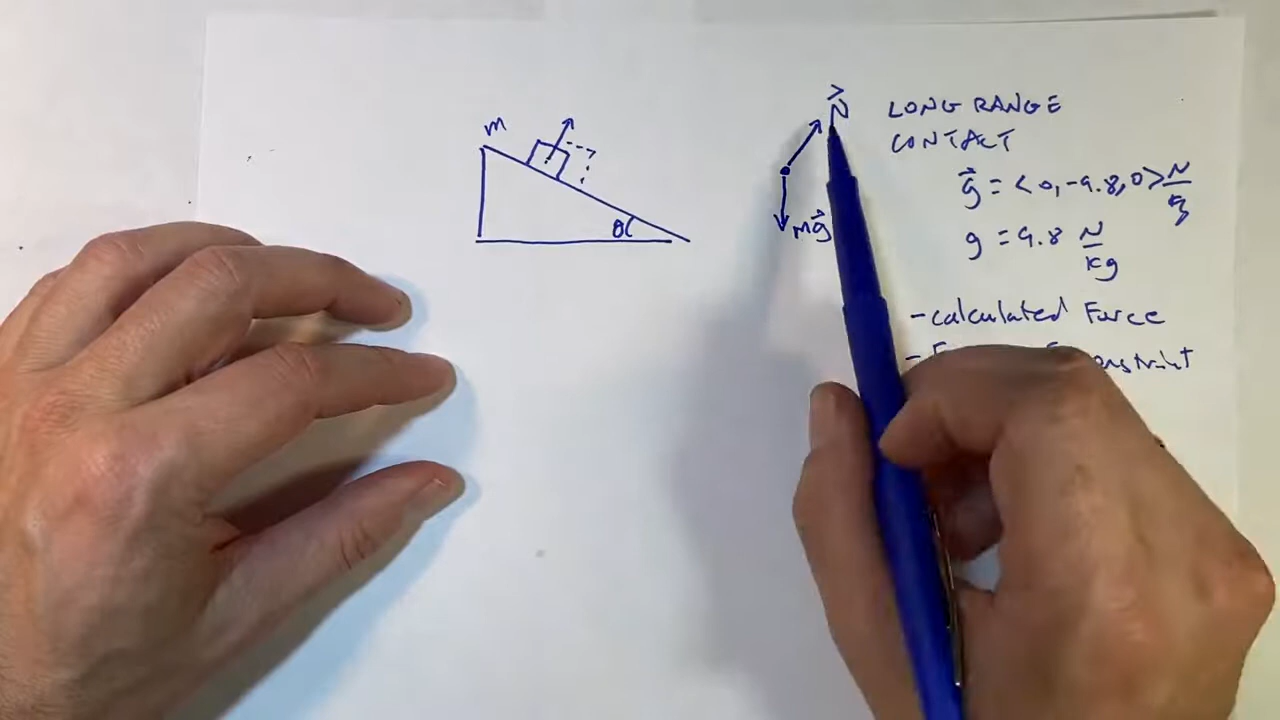 m
θ
N⃗
mg⃗
LONG RANGE
CONTACT
g⃗ = <0, -9.8, 0> N/kg
g = 9.8 N/kg
- calculated Force
-